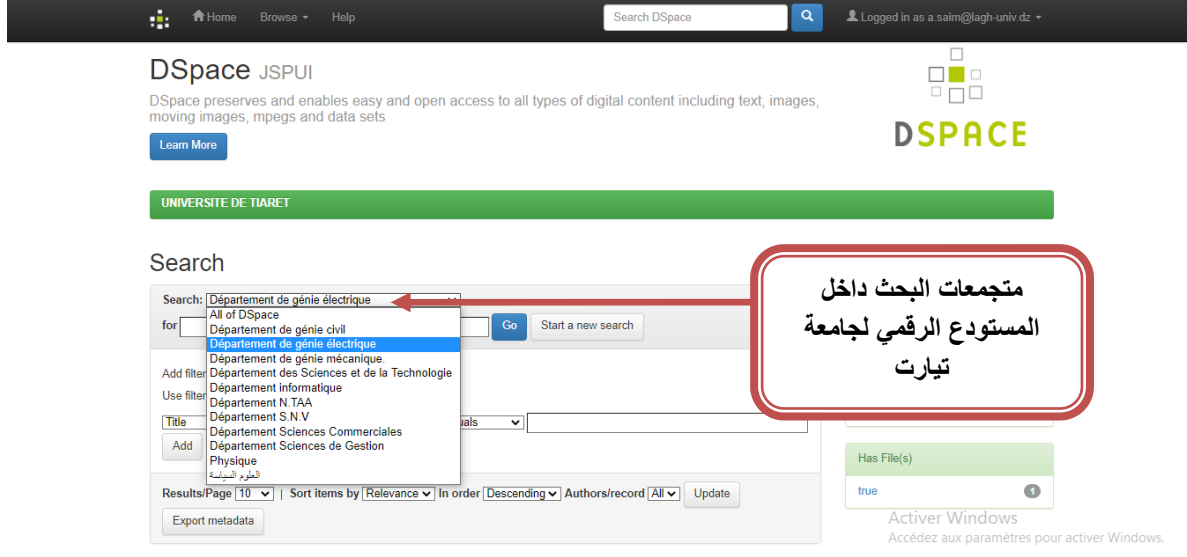 Home Browse Help Search DSpace Logged in as a.saim@lagh-univ.dz
DSpace JSPUI
DSpace preserves and enables easy and open access to all types of digital content including text, images,
moving images, mpegs and data sets
Learn More
DSPACE
UNIVERSITE DE TIARET
Search
Search: Département de génie électrique
for Go Start a new search
All of DSpace
Département de génie civil
Département de génie électrique
Département de génie mécanique.
Département des Sciences et de la Technologie
Département informatique
Département N.TAA
Département S.N.V
Département Sciences Commerciales
Département Sciences de Gestion
Physique
العلوم السياسة
Add filter
Use filter
Title
Add
متجمعات البحث داخل
المستودع الرقمي لجامعة
تيارت
Has File(s)
true 1
Results/Page 10 | Sort items by Relevance In order Descending Authors/record All Update
Export metadata
Activer Windows
Accédez aux paramètres pour activer Windows.